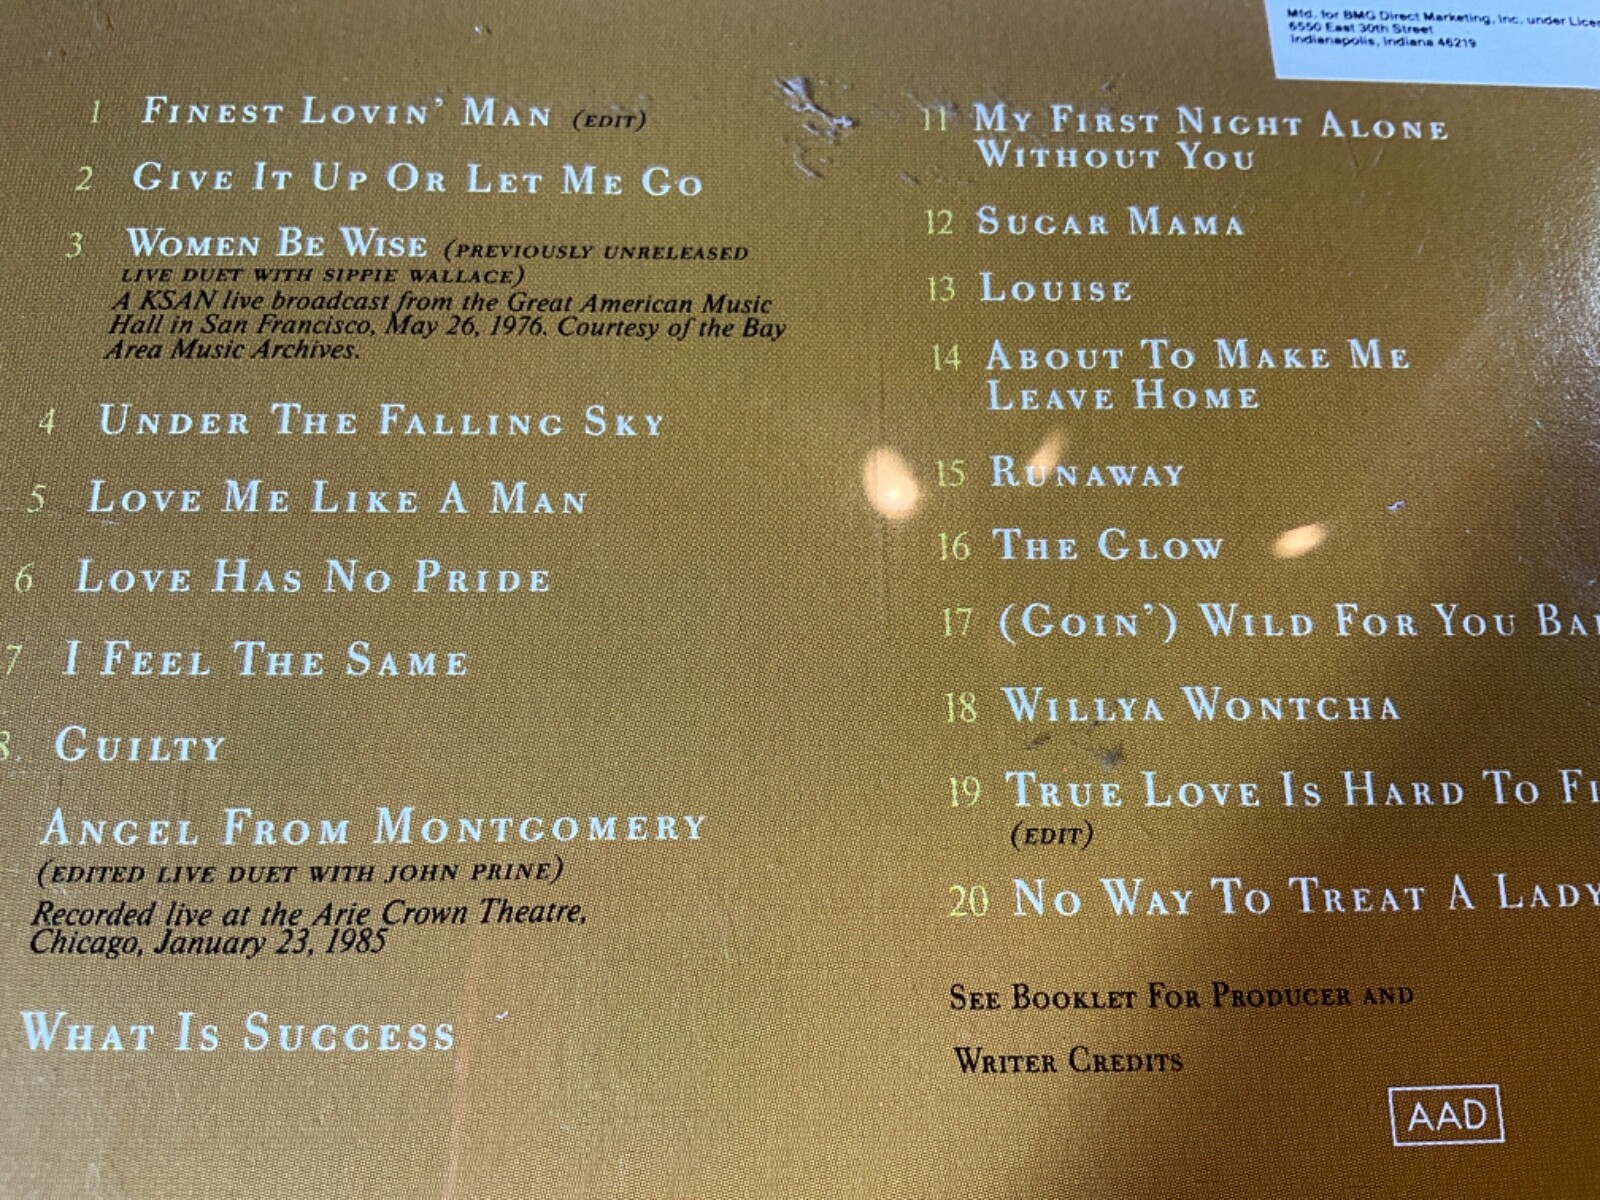 Mfd. for BMG Direct Marketing, Inc. under
6550 East 30th Street
Indianapolis, Indiana 46219
1 FINEST LOVIN' MAN (EDIT)
2 GIVE IT UP OR LET ME GO
3 WOMEN BE WISE (PREVIOUSLY UNRELEASED
LIVE DUET WITH SIPPIE WALLACE)
A KSAN live broadcast from the Great American Music
Hall in San Francisco, May 26, 1976. Courtesy of the Bay
Area Music Archives.
4 UNDER THE FALLING SKY
5 LOVE ME LIKE A MAN
6 LOVE HAS NO PRIDE
7 I FEEL THE SAME
8. GUILTY
ANGEL FROM MONTGOMERY
(EDITED LIVE DUET WITH JOHN PRINE)
Recorded live at the Arie Crown Theatre,
Chicago, January 23, 1985
WHAT IS SUCCESS
11 MY FIRST NIGHT ALONE
WITHOUT YOU
12 SUGAR MAMA
13 LOUISE
14 ABOUT TO MAKE ME
LEAVE HOME
15 RUNAWAY
16 THE GLOW
17 (GOIN') WILD FOR YOU
18 WILLYA WONTCHA
19 TRUE LOVE IS HARD TO
(EDIT)
20 NO WAY TO TREAT A LADY
SEE BOOKLET FOR PRODUCER AND
WRITER CREDITS
AAD